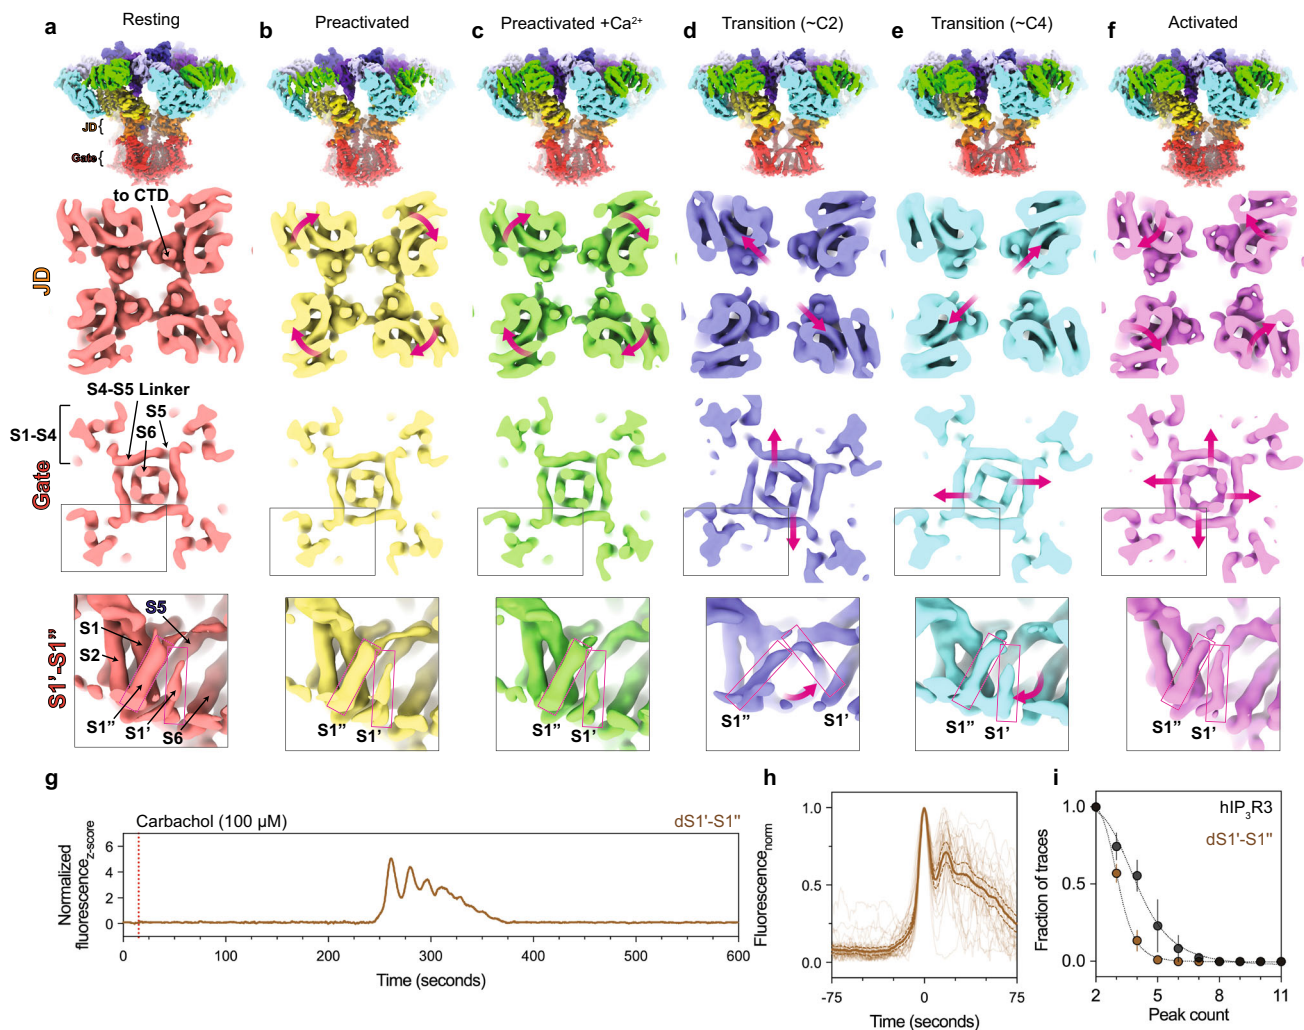 a Resting
b Preactivated
c Preactivated +Ca²⁺
d Transition (~C2)
e Transition (~C4)
f Activated
JD {
Gate {
to CTD
JD
S4-S5 Linker
S1-S4
S5
S6
Gate
S1'-S1"
S5
S1
S2
S1" S1' S6
S1" S1'
S1" S1'
S1" S1'
S1" S1'
S1" S1'
g
Carbachol (100 µM)
dS1'-S1"
Normalized
fluorescence z-score
6
4
2
0
0 100 200 300 400 500 600
Time (seconds)
h
Fluorescence norm
1.0
0.5
0.0
-75 0 75
Time (seconds)
i
hIP₃R3
dS1'-S1"
Fraction of traces
1.0
0.5
0.0
2 5 8 11
Peak count